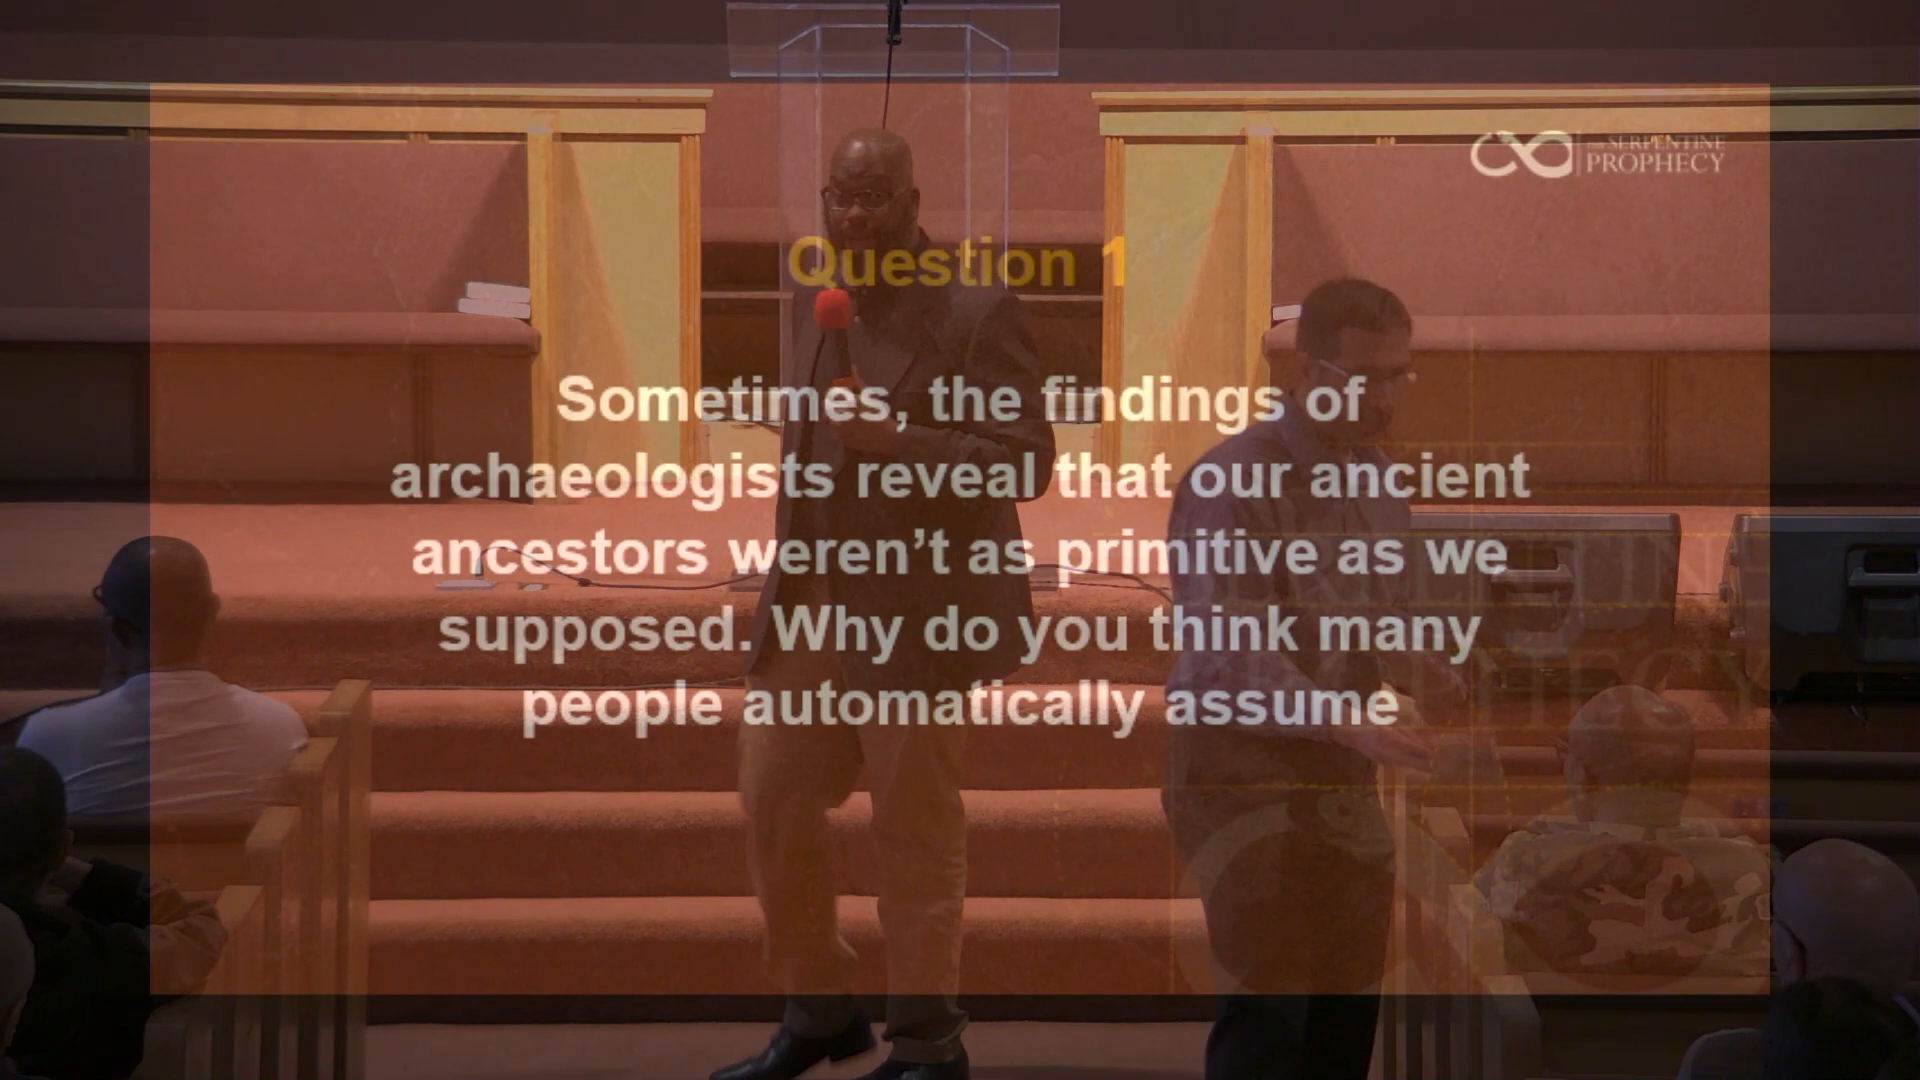 THE SERPENTINE
PROPHECY
Question 1
Sometimes, the findings of
archaeologists reveal that our ancient
ancestors weren’t as primitive as we
supposed. Why do you think many
people automatically assume